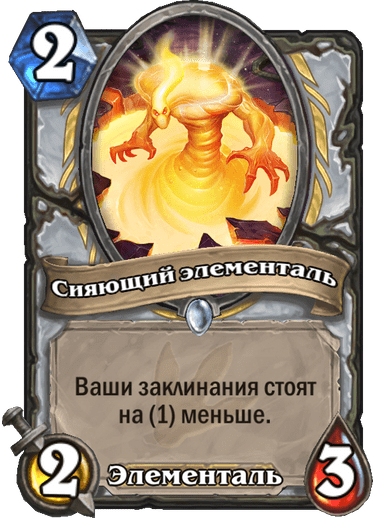 2
Сияющий элементаль
Ваши заклинания стоят
на (1) меньше.
2 Элементаль 3